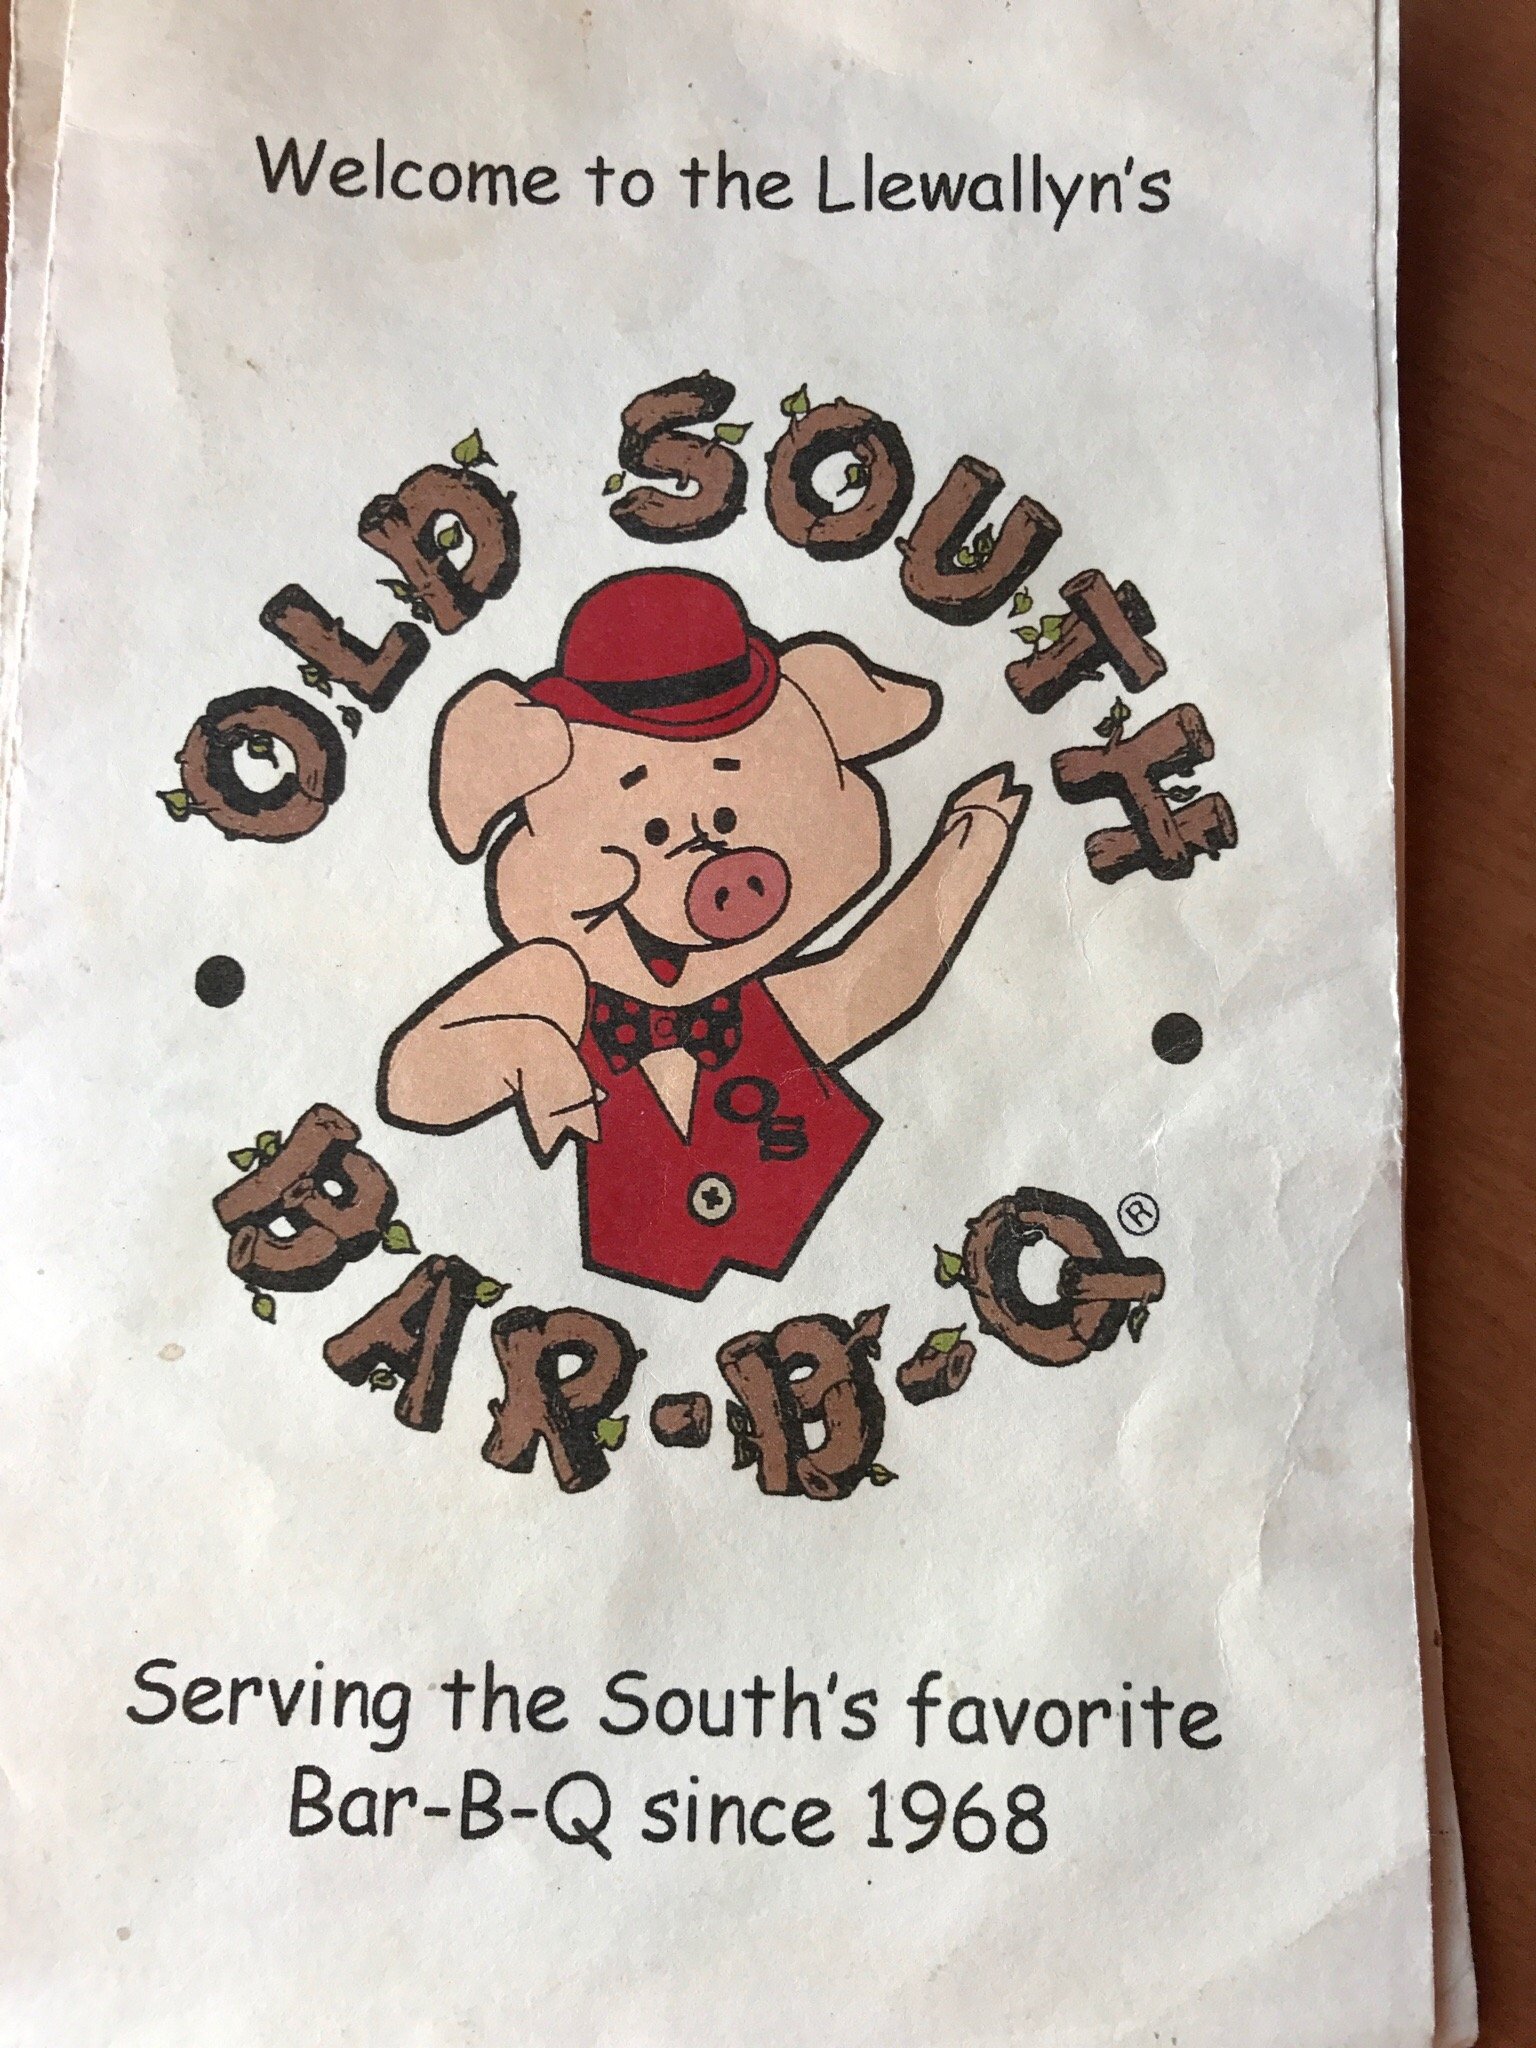 Welcome to the Llewallyn's
OLD SOUTH
OS
BAR-B-Q®
Serving the South's favorite
Bar-B-Q since 1968